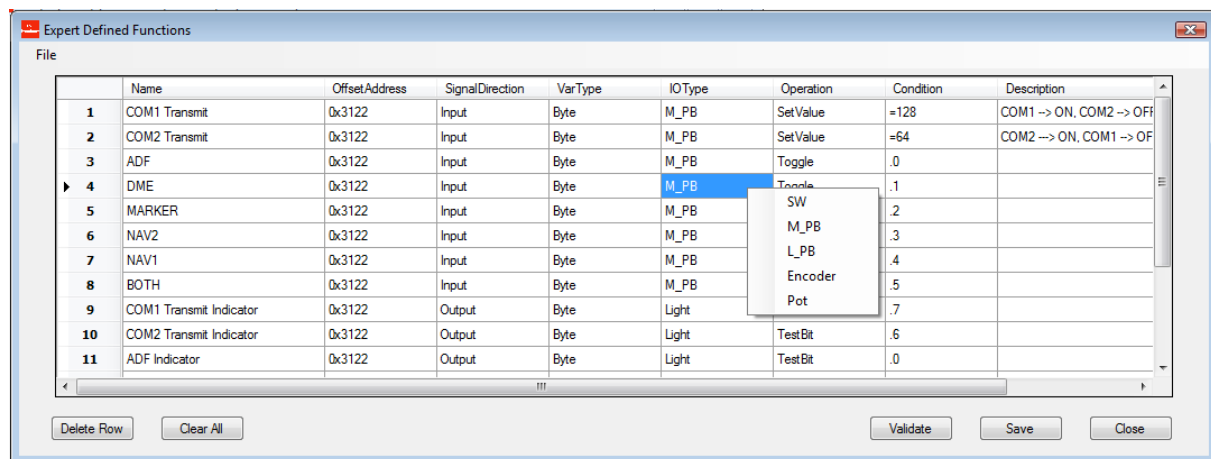 Expert Defined Functions
File
Name OffsetAddress SignalDirection VarType IOType Operation Condition Description
1 COM1 Transmit 0x3122 Input Byte M_PB SetValue =128 COM1 --> ON, COM2 --> OFF
2 COM2 Transmit 0x3122 Input Byte M_PB SetValue =64 COM2 ---> ON, COM1 --> OF
3 ADF 0x3122 Input Byte M_PB Toggle .0
4 DME 0x3122 Input Byte M_PB Toggle .1
SW
5 MARKER 0x3122 Input Byte M_PB .2
M_PB
6 NAV2 0x3122 Input Byte M_PB .3
L_PB
7 NAV1 0x3122 Input Byte M_PB .4
Encoder
8 BOTH 0x3122 Input Byte M_PB .5
Pot
9 COM1 Transmit Indicator 0x3122 Output Byte Light .7
10 COM2 Transmit Indicator 0x3122 Output Byte Light TestBit .6
11 ADF Indicator 0x3122 Output Byte Light TestBit .0
Delete Row Clear All Validate Save Close